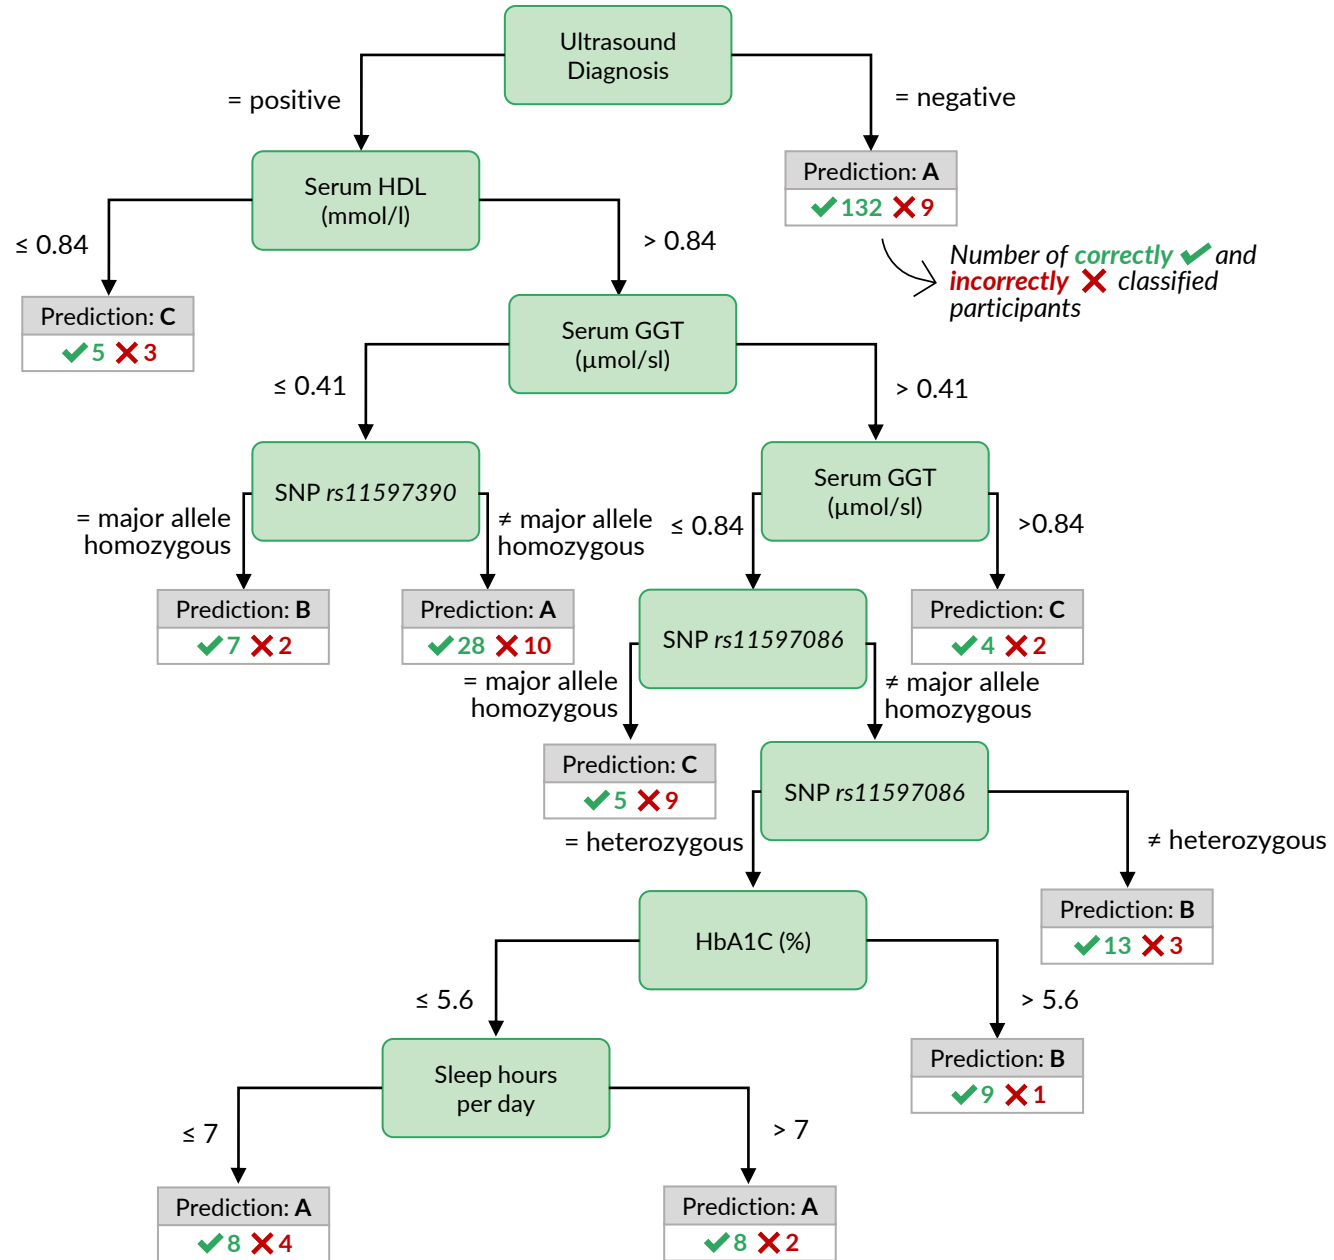 Ultrasound
Diagnosis
= positive
= negative
Prediction: A
✔ 132 ✖ 9
Serum HDL
(mmol/l)
≤ 0.84
> 0.84
Number of correctly ✔ and
incorrectly ✖ classified
participants
Prediction: C
✔ 5 ✖ 3
Serum GGT
(µmol/sl)
≤ 0.41
> 0.41
SNP rs11597390
= major allele
homozygous
≠ major allele
homozygous
Serum GGT
(µmol/sl)
≤ 0.84
>0.84
Prediction: B
✔ 7 ✖ 2
Prediction: A
✔ 28 ✖ 10
SNP rs11597086
Prediction: C
✔ 4 ✖ 2
= major allele
homozygous
≠ major allele
homozygous
Prediction: C
✔ 5 ✖ 9
SNP rs11597086
= heterozygous
≠ heterozygous
HbA1C (%)
Prediction: B
✔ 13 ✖ 3
≤ 5.6
> 5.6
Sleep hours
per day
Prediction: B
✔ 9 ✖ 1
≤ 7
> 7
Prediction: A
✔ 8 ✖ 4
Prediction: A
✔ 8 ✖ 2